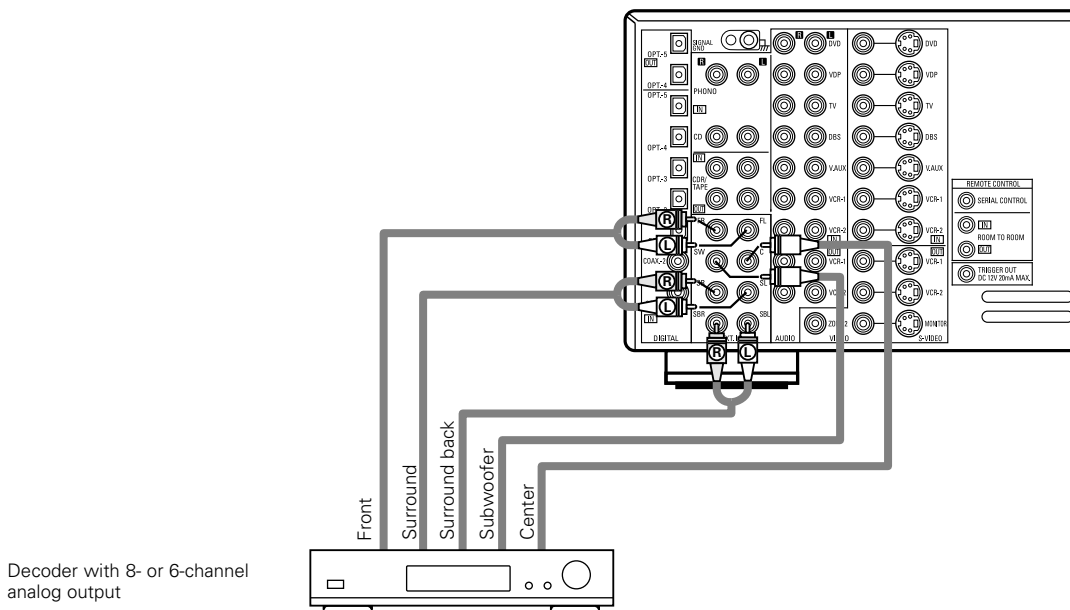 SIGNAL
GND
R
L
DVD
DVD
OPT.-5
OUT
OPT.-4
R
L
VDP
VDP
PHONO
OPT.-5
IN
TV
TV
OPT.-4
CD
DBS
DBS
IN
OPT.-3
CDR/
TAPE
V.AUX
V.AUX
REMOTE CONTROL
OUT
VCR-1
VCR-1
SERIAL CONTROL
R
FL
VCR-2
VCR-2
IN
IN
IN
ROOM TO ROOM
OUT
L
SW
C
OUT
OUT
COAX.-2
VCR-1
VCR-1
TRIGGER OUT
DC 12V 20mA MAX.
R
SL
VCR-2
L
IN
SBR
SBL
MONITOR
DIGITAL
AUDIO
S-VIDEO
R
L
Front
Surround
Surround back
Subwoofer
Center
Decoder with 8- or 6-channel
analog output